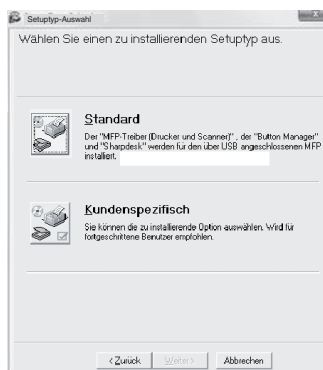 Setuptyp-Auswahl
Wählen Sie einen zu installierenden Setuptyp aus.
Standard
Der "MFP-Treiber (Drucker und Scanner)" , der "Button Manager"
und "Sharpdesk" werden für den über USB angeschlossenen MFP
installiert.
Kundenspezifisch
Sie können die zu installierende Option auswählen. Wird für
fortgeschrittene Benutzer empfohlen.
< Zurück Weiter > Abbrechen